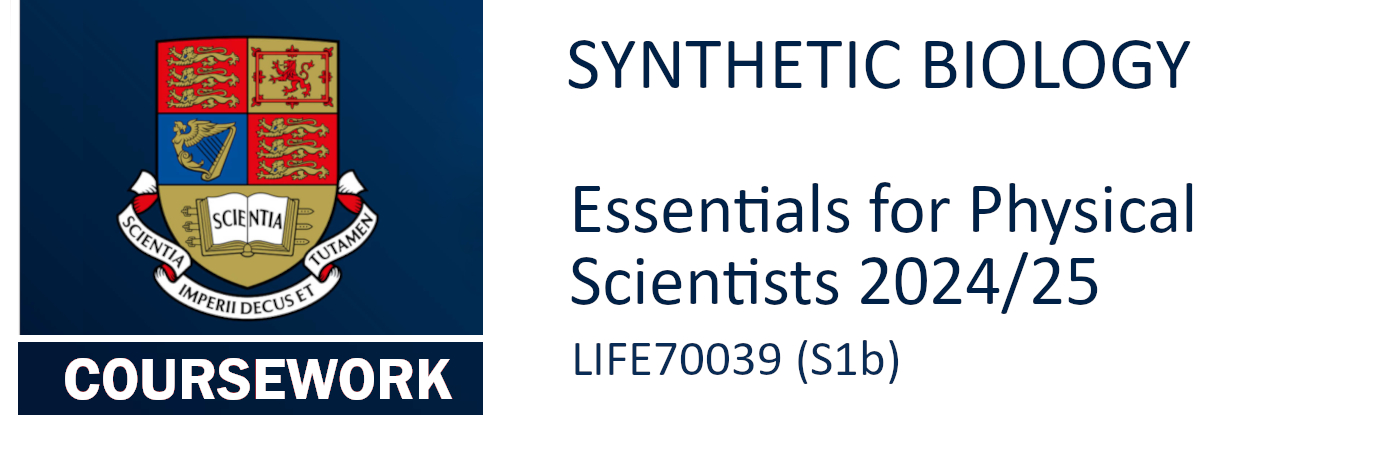 SCIENTIA
SCIENTIA
IMPERII DECUS ET
TUTAMEN
COURSEWORK
SYNTHETIC BIOLOGY
Essentials for Physical
Scientists 2024/25
LIFE70039 (S1b)